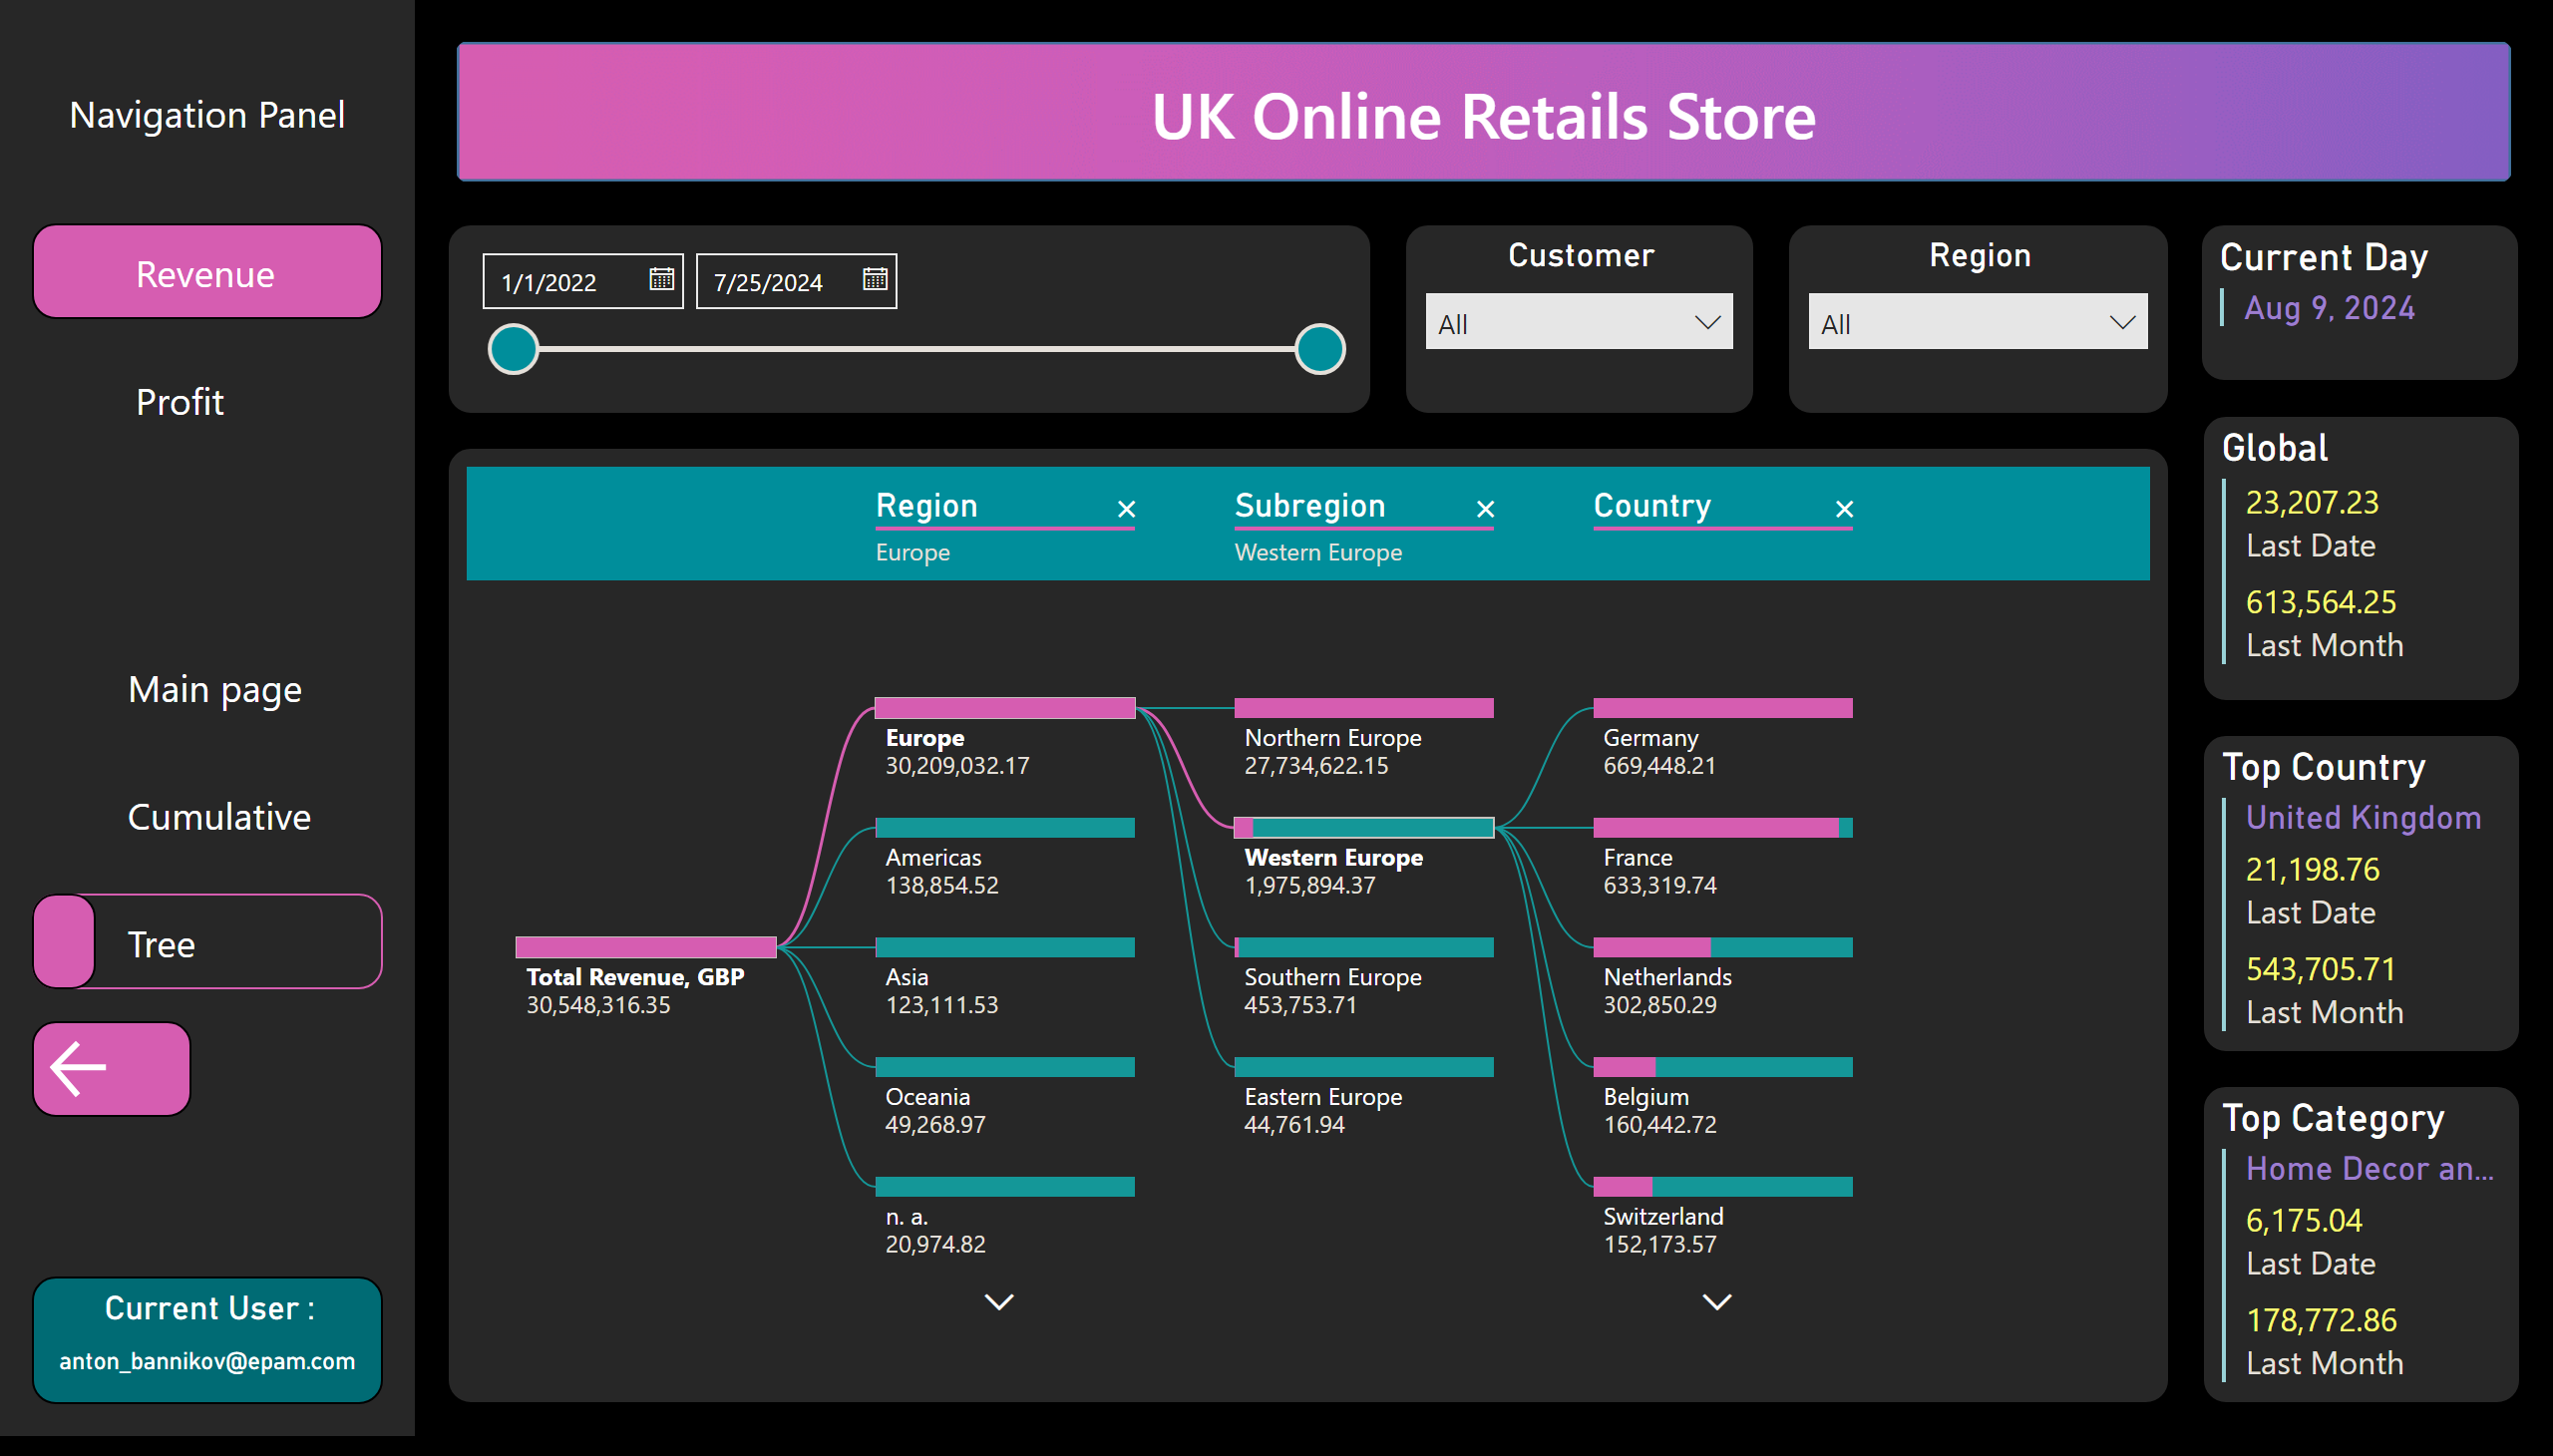 Navigation Panel
Revenue
Profit
Main page
Cumulative
Tree
Current User :
anton_bannikov@epam.com
UK Online Retails Store
1/1/2022
7/25/2024
Customer
All
Region
All
Current Day
Aug 9, 2024
Region
Europe
Subregion
Western Europe
Country
Total Revenue, GBP
30,548,316.35
Europe
30,209,032.17
Americas
138,854.52
Asia
123,111.53
Oceania
49,268.97
n. a.
20,974.82
Northern Europe
27,734,622.15
Western Europe
1,975,894.37
Southern Europe
453,753.71
Eastern Europe
44,761.94
Germany
669,448.21
France
633,319.74
Netherlands
302,850.29
Belgium
160,442.72
Switzerland
152,173.57
Global
23,207.23
Last Date
613,564.25
Last Month
Top Country
United Kingdom
21,198.76
Last Date
543,705.71
Last Month
Top Category
Home Decor an...
6,175.04
Last Date
178,772.86
Last Month